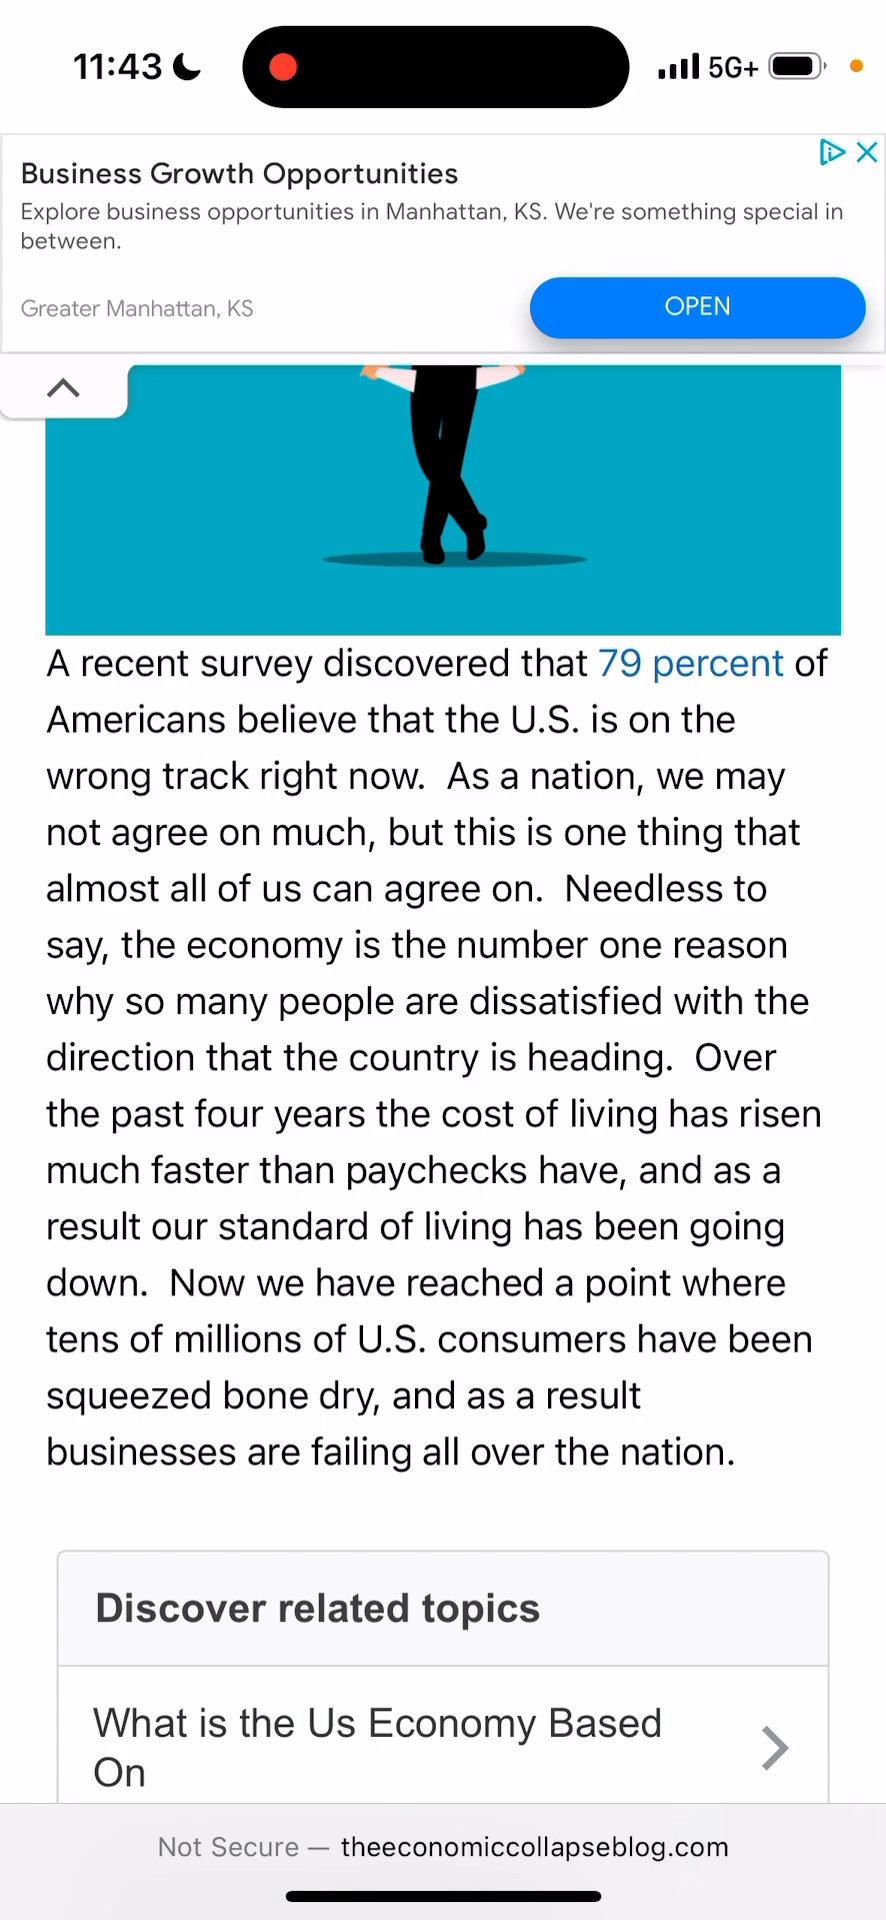 11:43
5G+
Business Growth Opportunities
Explore business opportunities in Manhattan, KS. We're something special in
between.
Greater Manhattan, KS
OPEN
A recent survey discovered that 79 percent of
Americans believe that the U.S. is on the
wrong track right now.  As a nation, we may
not agree on much, but this is one thing that
almost all of us can agree on.  Needless to
say, the economy is the number one reason
why so many people are dissatisfied with the
direction that the country is heading.  Over
the past four years the cost of living has risen
much faster than paychecks have, and as a
result our standard of living has been going
down.  Now we have reached a point where
tens of millions of U.S. consumers have been
squeezed bone dry, and as a result
businesses are failing all over the nation.
Discover related topics
What is the Us Economy Based
On
Not Secure — theeconomiccollapseblog.com